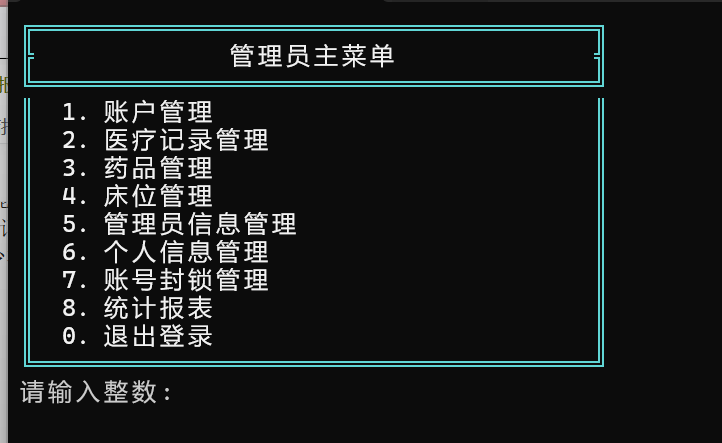 管理员主菜单
1. 账户管理
2. 医疗记录管理
3. 药品管理
4. 床位管理
5. 管理员信息管理
6. 个人信息管理
7. 账号封锁管理
8. 统计报表
0. 退出登录
请输入整数: